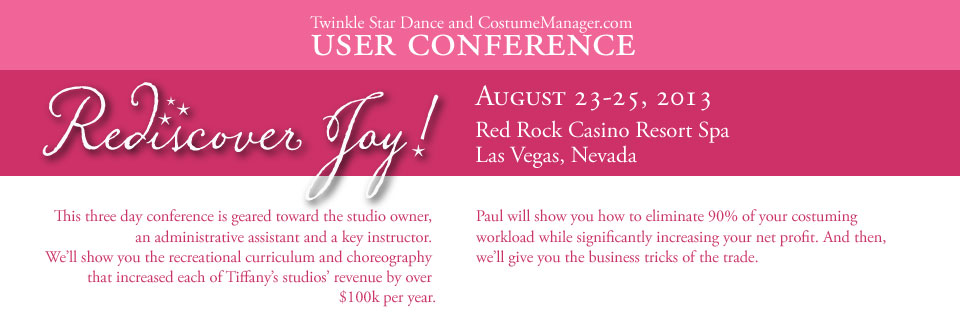 Twinkle Star Dance and CostumeManager.com
USER CONFERENCE
Rediscover Joy!
August 23-25, 2013
Red Rock Casino Resort Spa
Las Vegas, Nevada
This three day conference is geared toward the studio owner,
an administrative assistant and a key instructor.
We’ll show you the recreational curriculum and choreography
that increased each of Tiffany’s studios’ revenue by over
$100k per year.
Paul will show you how to eliminate 90% of your costuming
workload while significantly increasing your net profit. And then,
we’ll give you the business tricks of the trade.